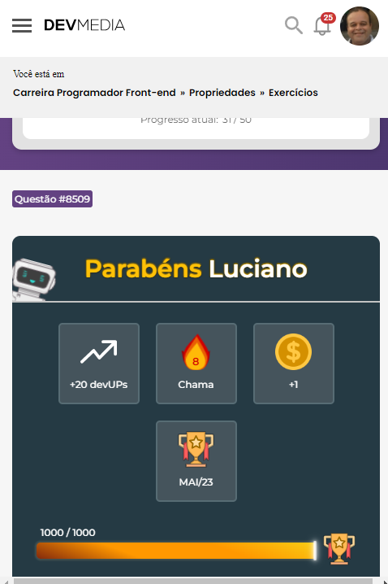 DEVMEDIA
25
Você está em
Carreira Programador Front-end » Propriedades » Exercícios
Progresso atual: 31 / 50
Questão #8509
Parabéns Luciano
+20 devUPs
8
Chama
$
+1
MAI/23
1000 / 1000